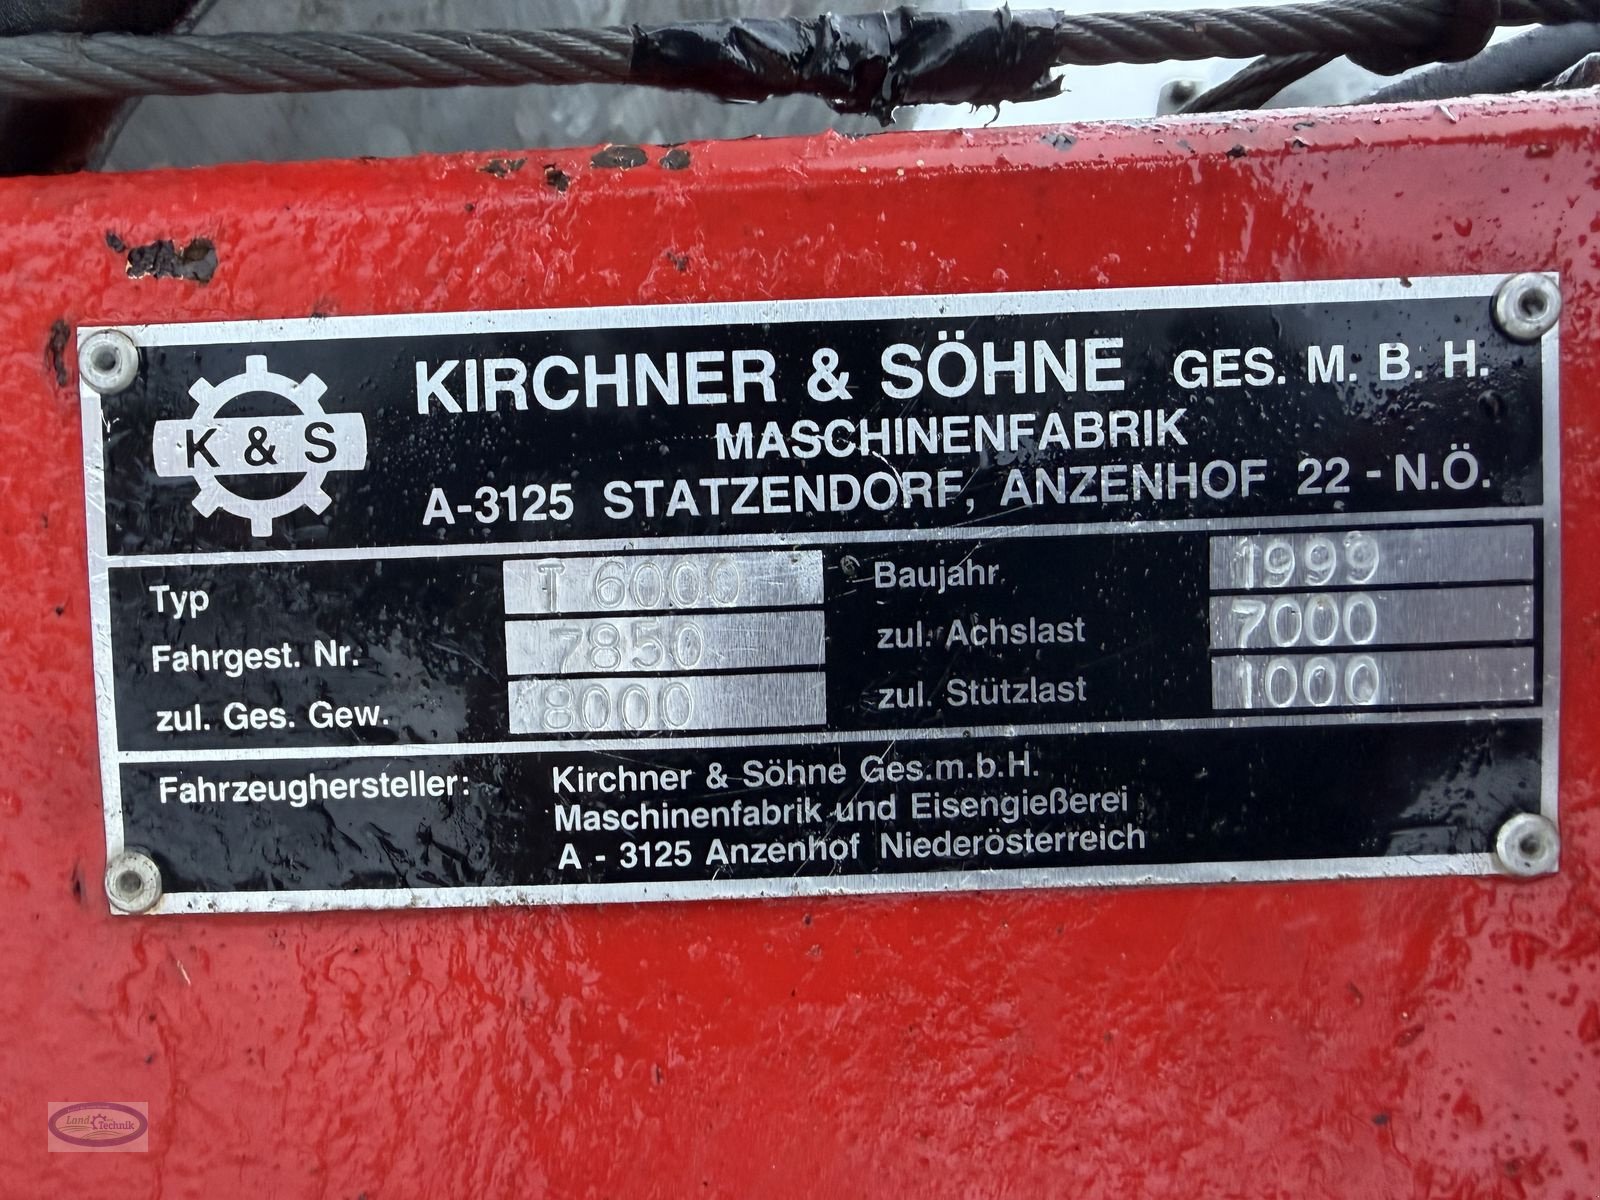 K & S
KIRCHNER & SÖHNE GES. M. B. H.
MASCHINENFABRIK
A-3125 STATZENDORF, ANZENHOF 22 - N.Ö.
Typ T 6000 Baujahr 1999
Fahrgest. Nr. 7850 zul. Achslast 7000
zul. Ges. Gew. 8000 zul. Stützlast 1000
Fahrzeughersteller: Kirchner & Söhne Ges.m.b.H.
Maschinenfabrik und Eisengießerei
A - 3125 Anzenhof Niederösterreich
Land Technik